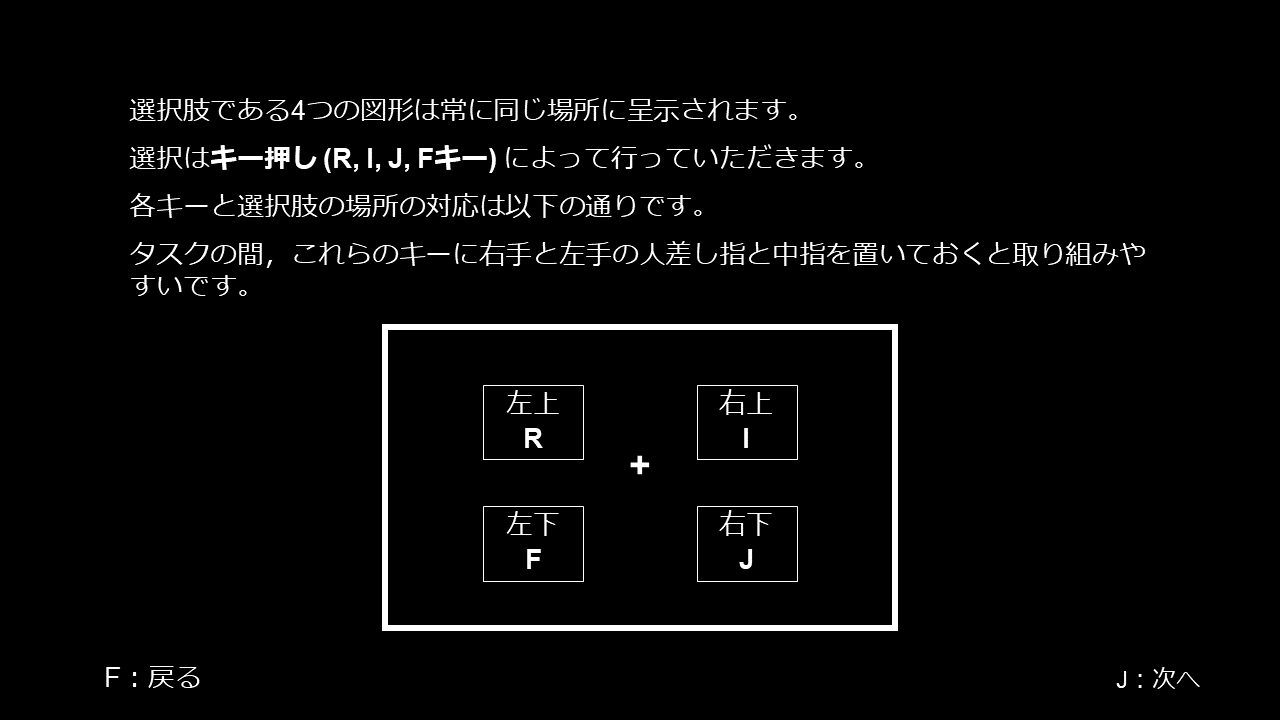 選択肢である4つの図形は常に同じ場所に呈示されます。
選択はキー押し (R, I, J, Fキー) によって行っていただきます。
各キーと選択肢の場所の対応は以下の通りです。
タスクの間，これらのキーに右手と左手の人差し指と中指を置いておくと取り組みや
すいです。
左上
R
右上
I
+
左下
F
右下
J
F：戻る
J：次へ